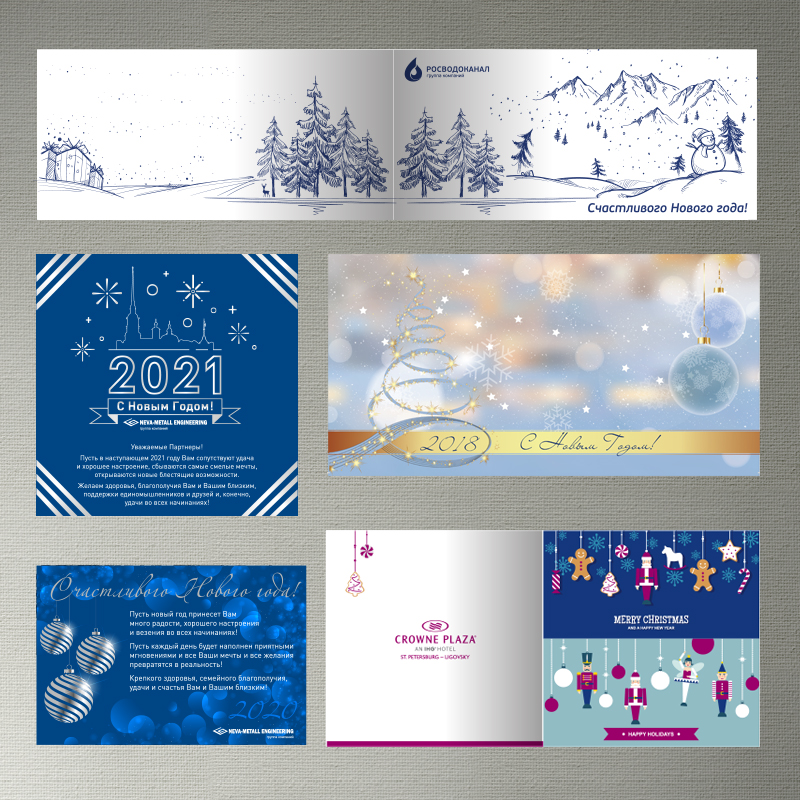 РОСВОДОКАНАЛ
группа компаний
Счастливого Нового года!
2021
С Новым Годом!
NEVA-METALL ENGINEERING
группа компаний
Уважаемые Партнеры!
Пусть в наступающем 2021 году Вам сопутствуют удача
и хорошее настроение, сбываются самые смелые мечты,
открываются новые блестящие возможности.
Желаем здоровья, благополучия Вам и Вашим близким,
поддержки единомышленников и друзей и, конечно,
удачи во всех начинаниях!
2018 С Новым Годом!
Счастливого Нового года!
Пусть новый год принесет Вам
много радости, хорошего настроения
и везения во всех начинаниях!
Пусть каждый день будет наполнен приятными
мгновениями и все Ваши мечты и все желания
превратятся в реальность!
Крепкого здоровья, семейного благополучия,
удачи и счастья Вам и Вашим близким!
2020
NEVA-METALL ENGINEERING
группа компаний
CROWNE PLAZA
AN IHG HOTEL
ST. PETERSBURG – LIGOVSKY
MERRY CHRISTMAS
AND A HAPPY NEW YEAR
HAPPY HOLIDAYS